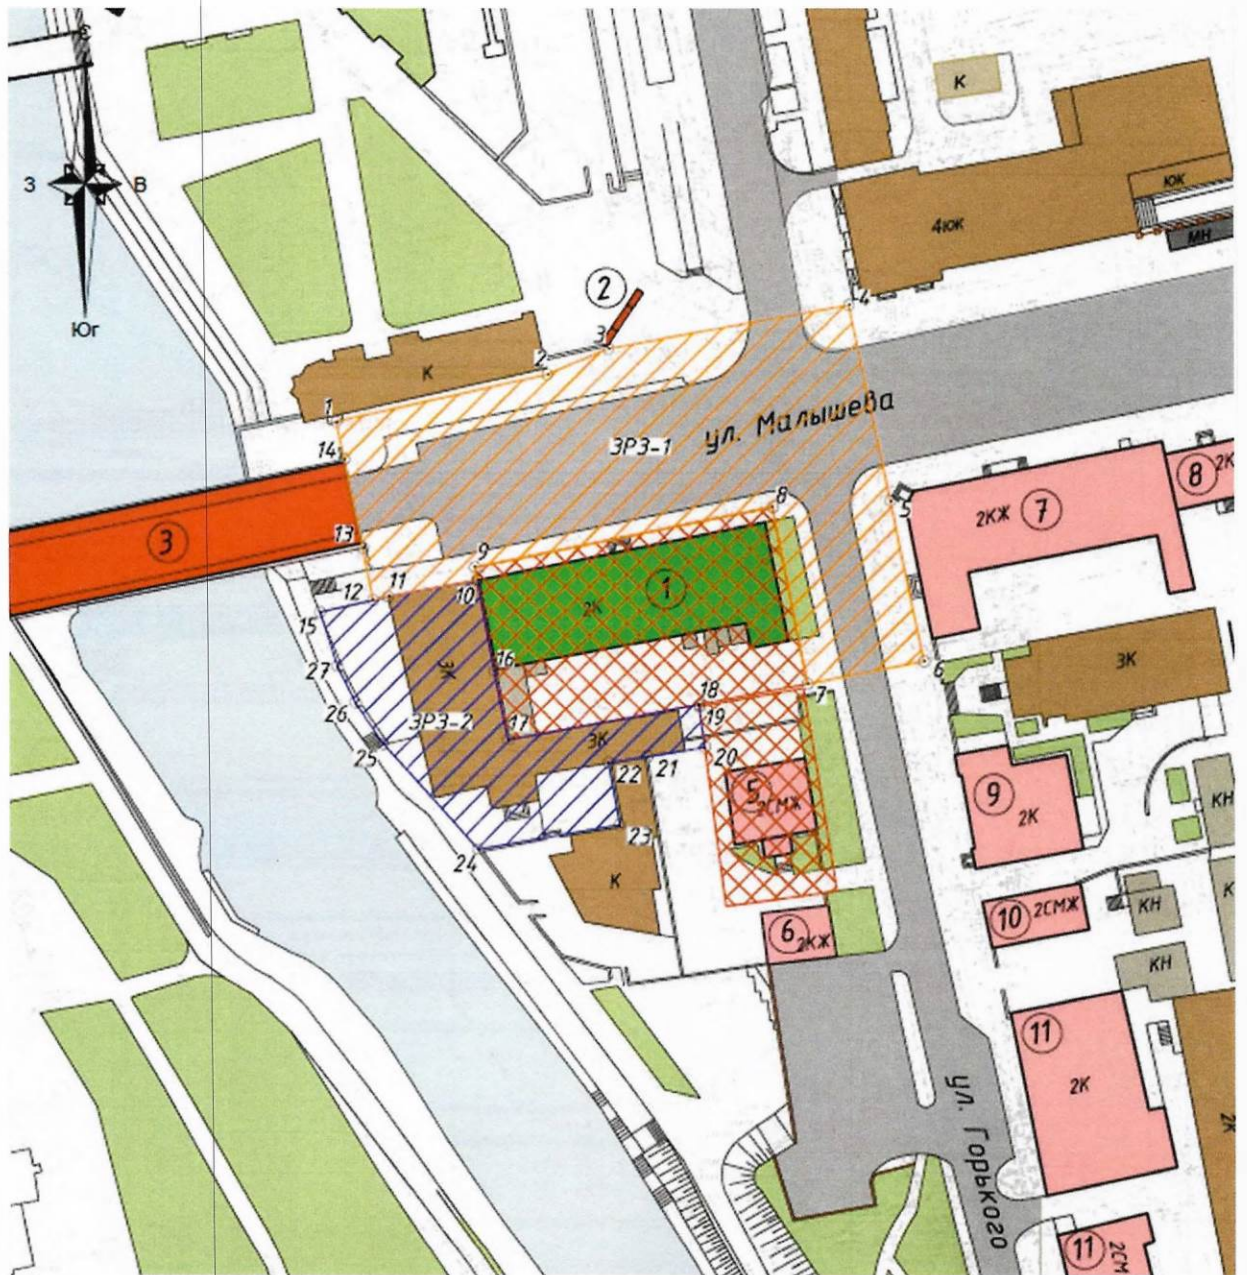 С
З
В
Юг
К
ЮК
4юк
МН
2
4
3
2
К
1
14
ул. Малышева
ЗРЗ-1
8
2К
5
2КЖ
7
8
3
13
9
12
11
10
2К
1
15
16
3К
27
ЗРЗ-2
26
25
17
18
7
6
3К
3К
19
20
22
21
5
2СМЖ
9
2К
КН
23
24
К
6
2КЖ
10
2СМЖ
КН
К
КН
11
2К
2К
ул. Горького
11
2СМ